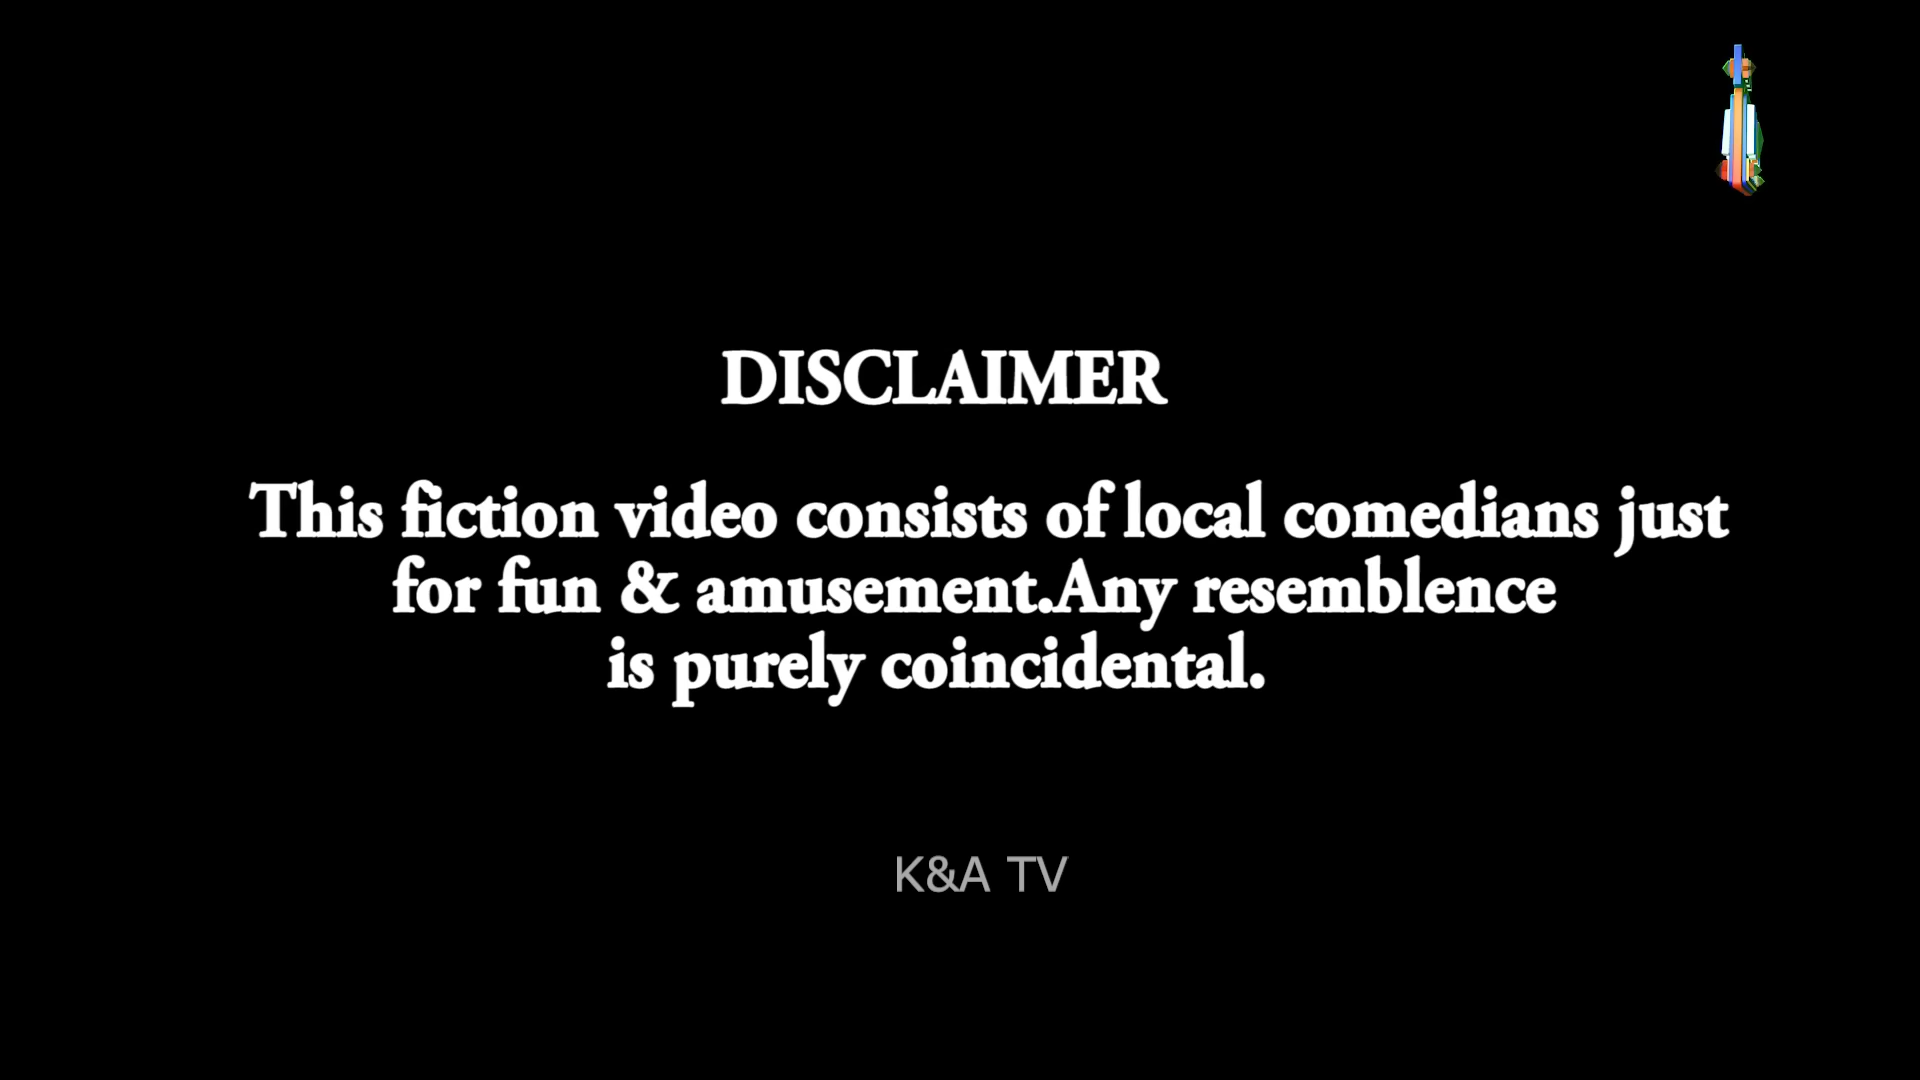 DISCLAIMER
This fiction video consists of local comedians just
for fun & amusement.Any resemblence
is purely coincidental.
K&A TV